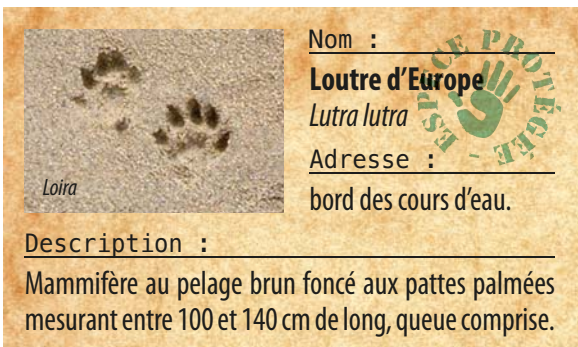 Nom :
Loutre d'Europe
Lutra lutra
ESPÈCE PROTÉGÉE -
Adresse :
bord des cours d'eau.
Loira
Description :
Mammifère au pelage brun foncé aux pattes palmées
mesurant entre 100 et 140 cm de long, queue comprise.